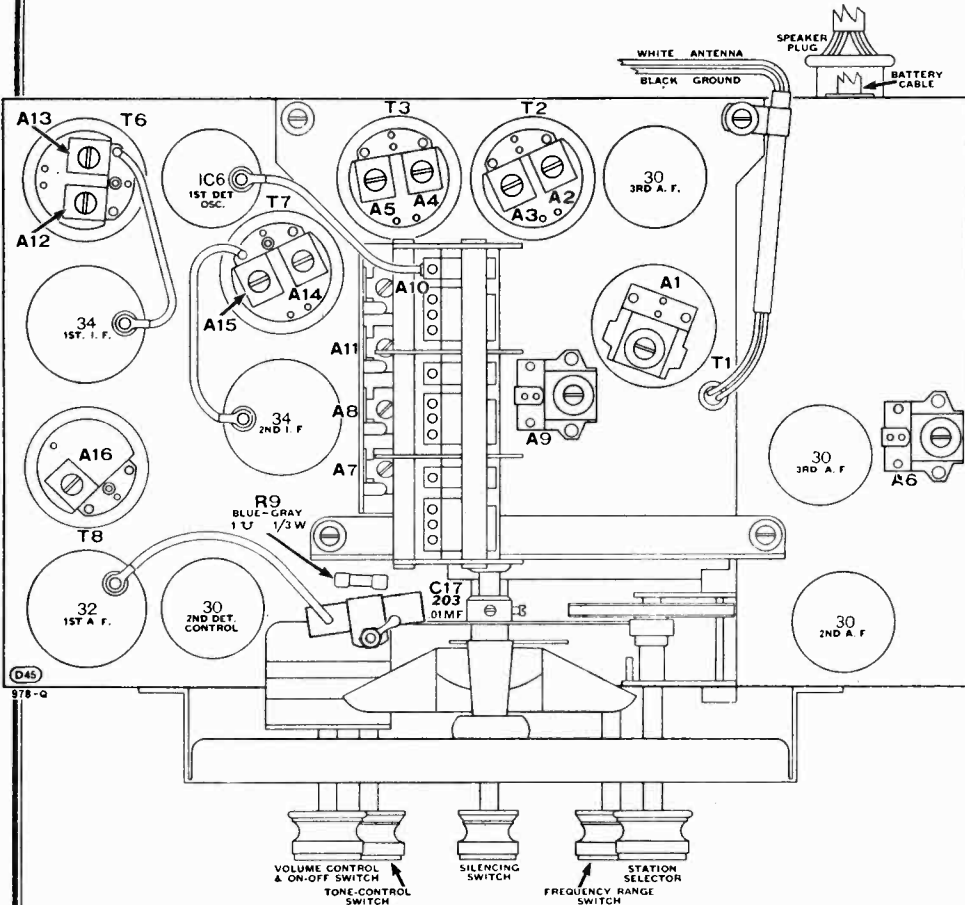 SPEAKER
PLUG
BATTERY
CABLE
WHITE ANTENNA
BLACK GROUND
A13
T6
A12
1C6
1ST DET
OSC.
T3
A5
A4
T2
A3
A2
30
3RD A. F.
T7
A15
A14
34
1ST. I. F.
A10
A11
A8
A7
A1
T1
A9
34
2ND I. F
30
3RD A. F.
A6
A16
T8
R9
BLUE-GRAY
1 ℧ 1/3 W
C17
203
.01MF
32
1ST A F.
30
2ND DET.
CONTROL
30
2ND A. F
D45
978-Q
VOLUME CONTROL
& ON-OFF SWITCH
TONE-CONTROL
SWITCH
SILENCING
SWITCH
FREQUENCY RANGE
SWITCH
STATION
SELECTOR